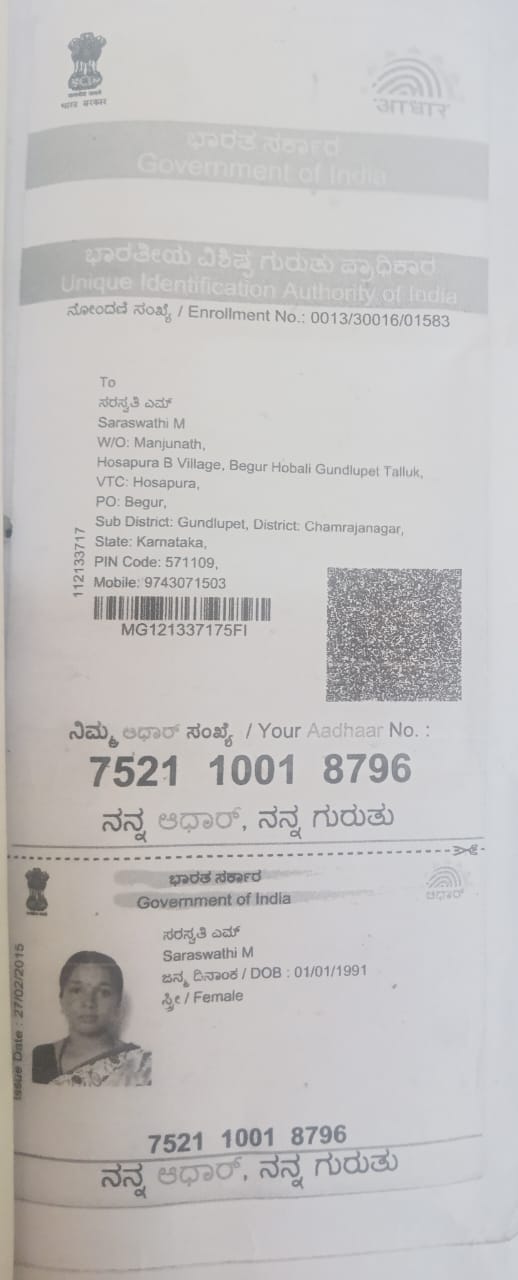 भारत सरकार
आधार
ಭಾರತ ಸರ್ಕಾರ
Government of India
ಭಾರತೀಯ ವಿಶಿಷ್ಟ ಗುರುತು ಪ್ರಾಧಿಕಾರ
Unique Identification Authority of India
ನೋಂದಣಿ ಸಂಖ್ಯೆ / Enrollment No.: 0013/30016/01583
To
ಸರಸ್ವತಿ ಎಮ್
Saraswathi M
W/O: Manjunath,
Hosapura B Village, Begur Hobali Gundlupet Talluk,
VTC: Hosapura,
PO: Begur,
Sub District: Gundlupet, District: Chamrajanagar,
State: Karnataka,
PIN Code: 571109,
Mobile: 9743071503
112133717
MG121337175FI
ನಿಮ್ಮ ಆಧಾರ್ ಸಂಖ್ಯೆ / Your Aadhaar No. :
7521 1001 8796
ನನ್ನ ಆಧಾರ್, ನನ್ನ ಗುರುತು
ಭಾರತ ಸರ್ಕಾರ
Government of India
ಆಧಾರ್
Issue Date : 27/02/2015
ಸರಸ್ವತಿ ಎಮ್
Saraswathi M
ಜನ್ಮ ದಿನಾಂಕ / DOB : 01/01/1991
ಸ್ತ್ರೀ / Female
7521 1001 8796
ನನ್ನ ಆಧಾರ್, ನನ್ನ ಗುರುತು